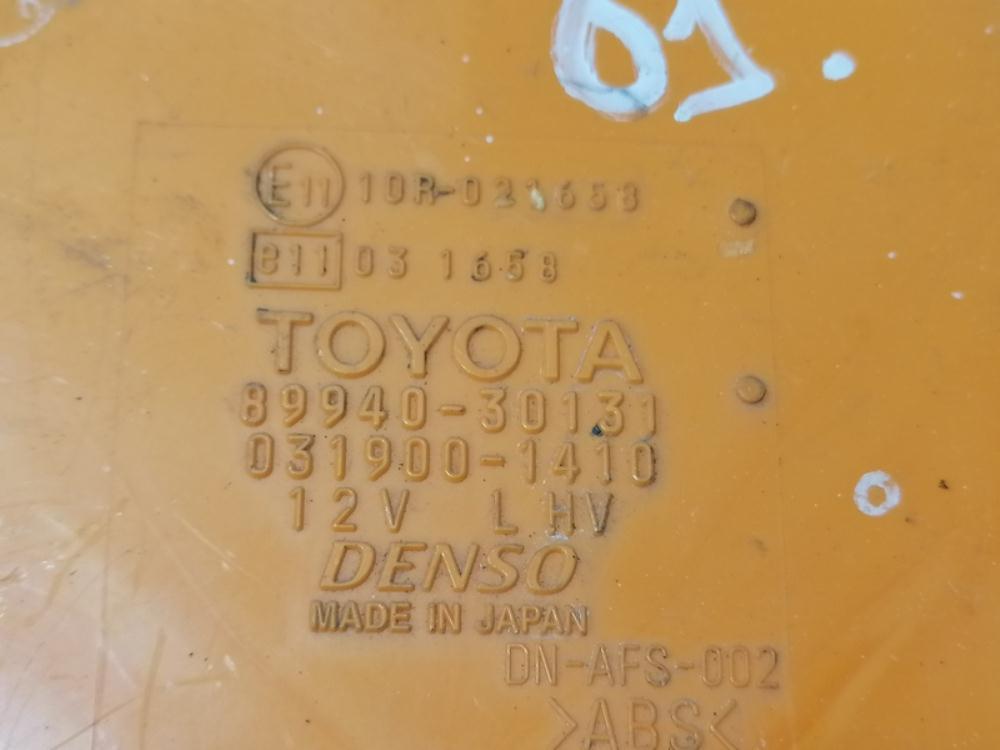 01.
E11 10R-021658
e11 03 1658
TOYOTA
89940-30131
031900-1410
12V L HV
DENSO
MADE IN JAPAN
DN-AFS-002
>ABS<